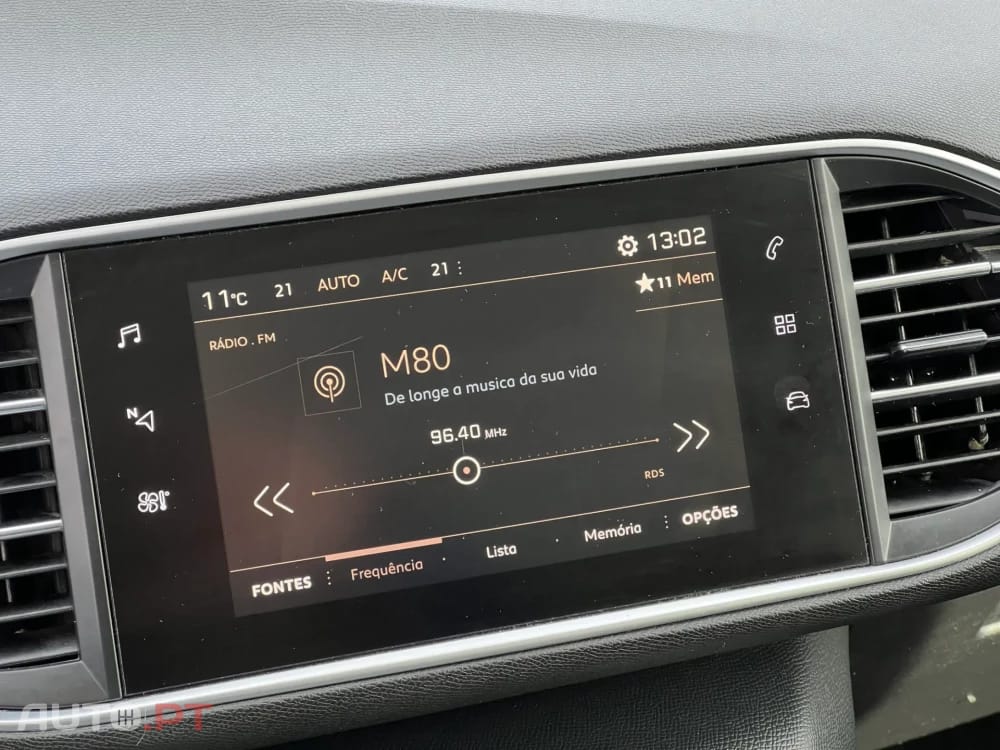 11°C 21 AUTO A/C 21 13:02
11 Mem
RÁDIO . FM
M80
De longe a musica da sua vida
96.40 MHz
RDS
FONTES Frequência Lista Memória OPÇÕES
N
AUTO.PT